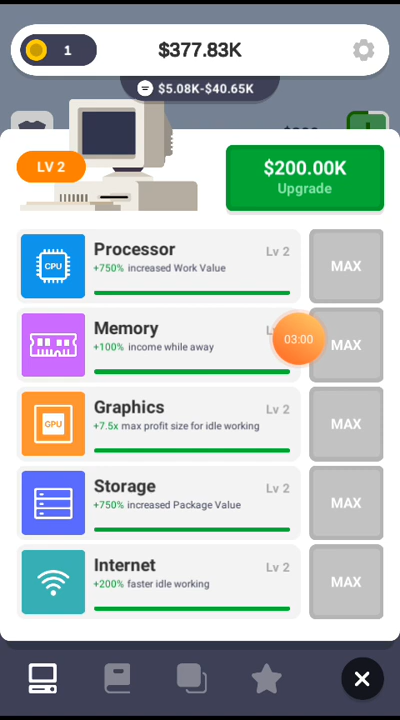 1
$377.83K
$5.08K-$40.65K
LV 2
$200.00K
Upgrade
Processor
Lv 2
+750% increased Work Value
CPU
MAX
Memory
+100% income while away
03:00
MAX
Graphics
Lv 2
+7.5x max profit size for idle working
GPU
MAX
Storage
Lv 2
+750% increased Package Value
MAX
Internet
Lv 2
+200% faster idle working
MAX